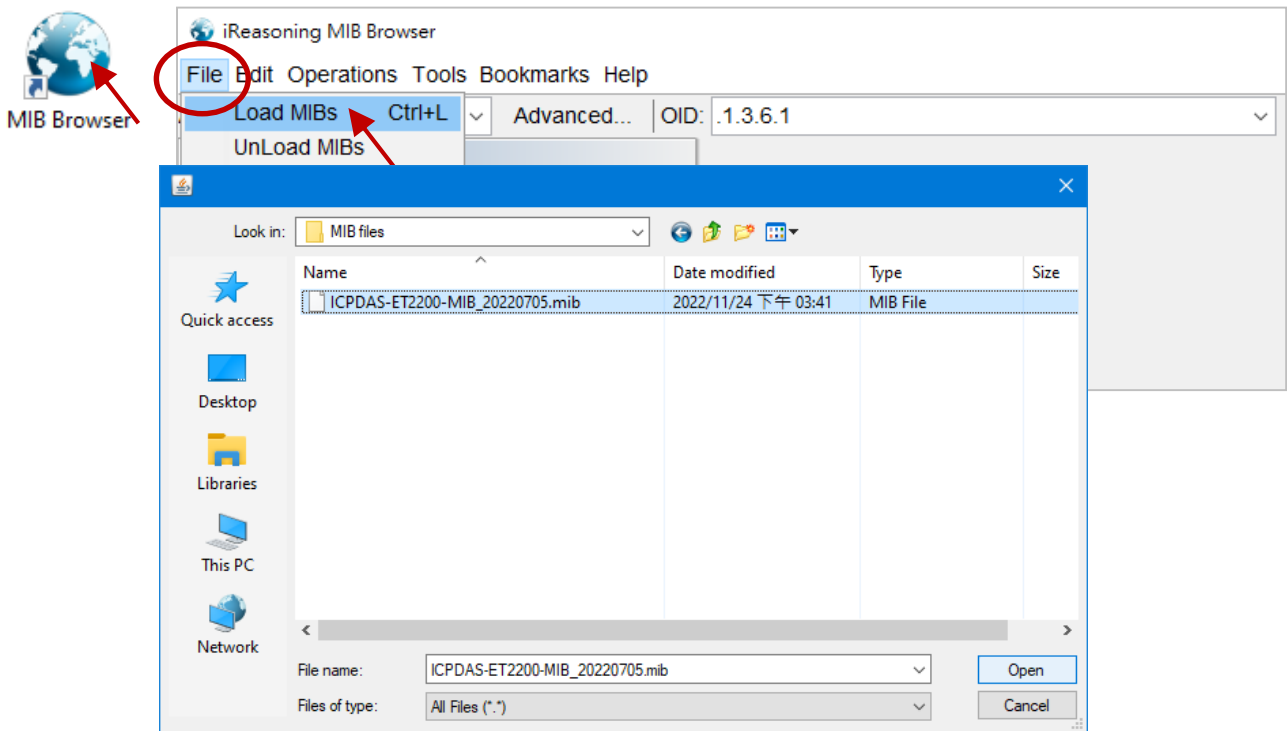 iReasoning MIB Browser
File Edit Operations Tools Bookmarks Help
MIB Browser
Load MIBs Ctrl+L
Advanced... OID: .1.3.6.1
UnLoad MIBs
Look in: MIB files
Name Date modified Type Size
ICPDAS-ET2200-MIB_20220705.mib 2022/11/24 下午 03:41 MIB File
Quick access
Desktop
Libraries
This PC
Network
File name: ICPDAS-ET2200-MIB_20220705.mib Open
Files of type: All Files (*.*) Cancel